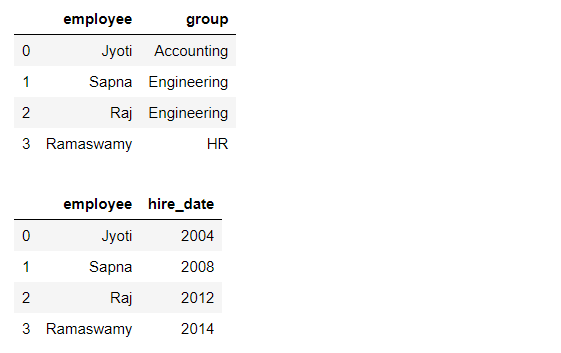 employee group
0 Jyoti Accounting
1 Sapna Engineering
2 Raj Engineering
3 Ramaswamy HR
employee hire_date
0 Jyoti 2004
1 Sapna 2008
2 Raj 2012
3 Ramaswamy 2014